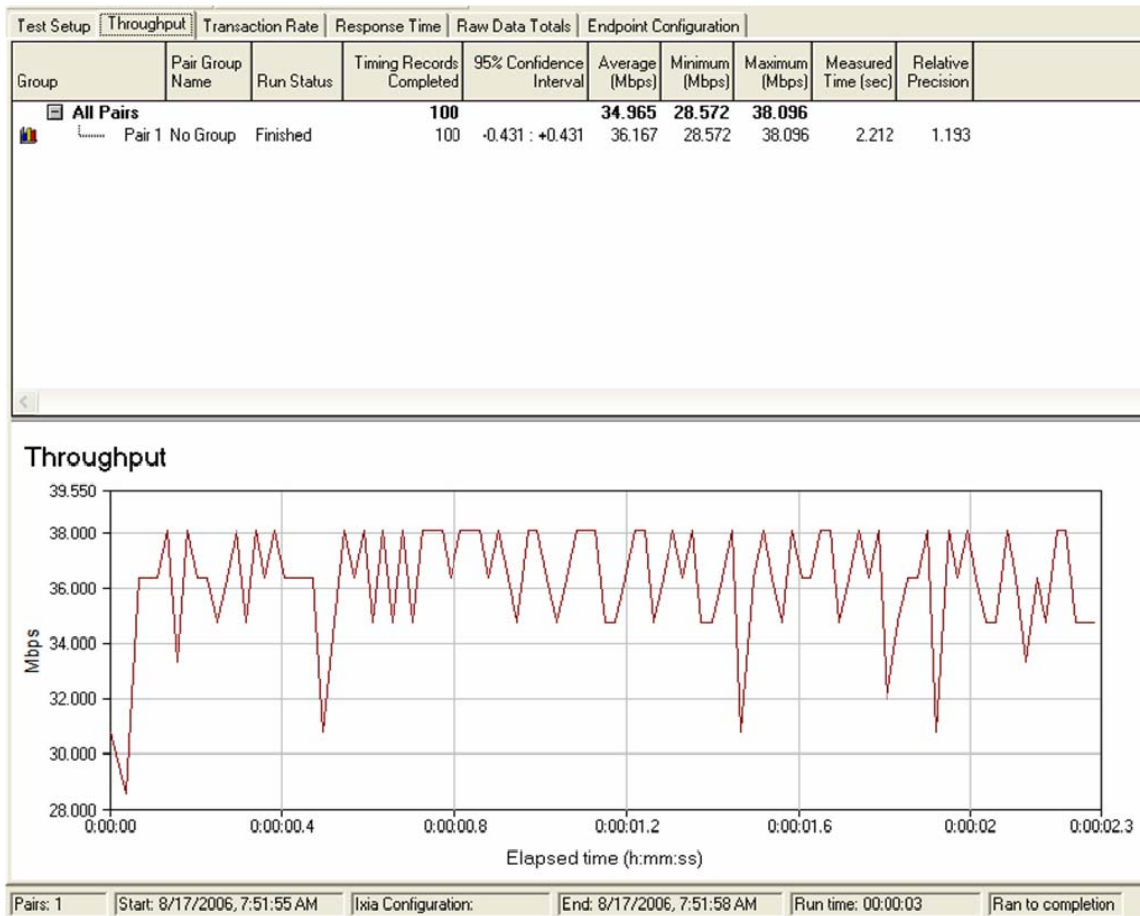 Test Setup Throughput Transaction Rate Response Time Raw Data Totals Endpoint Configuration
Group Pair Group Name Run Status Timing Records Completed 95% Confidence Interval Average (Mbps) Minimum (Mbps) Maximum (Mbps) Measured Time (sec) Relative Precision
All Pairs 100 34.965 28.572 38.096
Pair 1 No Group Finished 100 -0.431 : +0.431 36.167 28.572 38.096 2.212 1.193
Throughput
39.550
38.000
36.000
34.000
32.000
30.000
28.000
Mbps
0:00:00 0:00:00.4 0:00:00.8 0:00:01.2 0:00:01.6 0:00:02 0:00:02.3
Elapsed time (h:mm:ss)
Pairs: 1 Start: 8/17/2006, 7:51:55 AM Ixia Configuration: End: 8/17/2006, 7:51:58 AM Run time: 00:00:03 Ran to completion